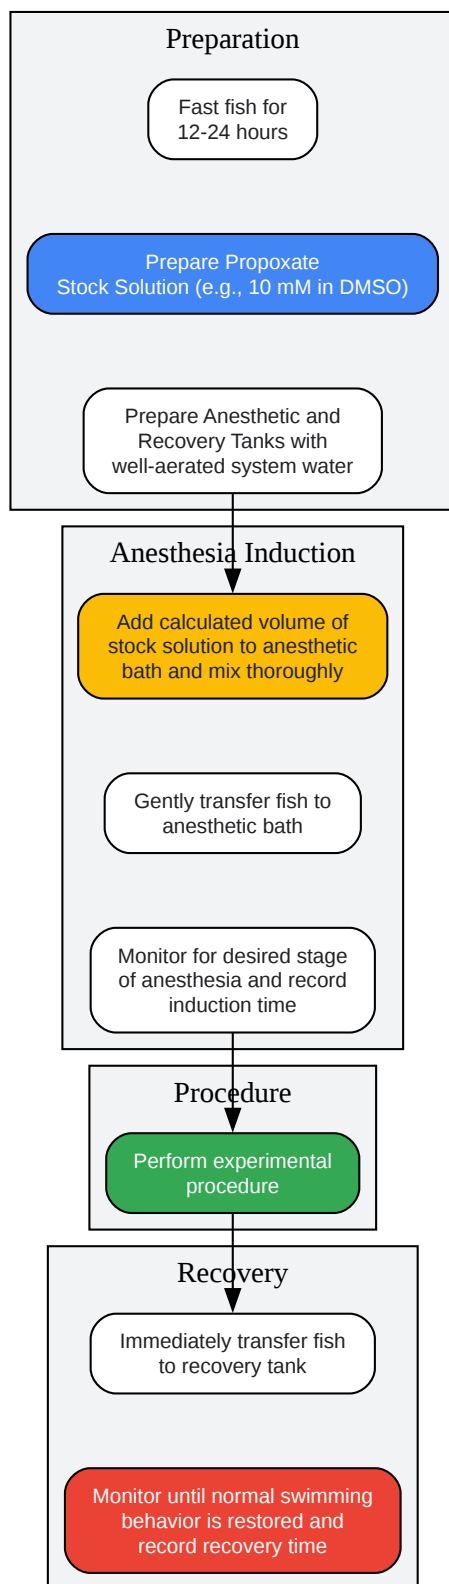 Preparation
Fast fish for
12-24 hours
Prepare Propoxate
Stock Solution (e.g., 10 mM in DMSO)
Prepare Anesthetic and
Recovery Tanks with
well-aerated system water
Anesthesia Induction
Add calculated volume of
stock solution to anesthetic
bath and mix thoroughly
Gently transfer fish to
anesthetic bath
Monitor for desired stage
of anesthesia and record
induction time
Procedure
Perform experimental
procedure
Recovery
Immediately transfer fish
to recovery tank
Monitor until normal swimming
behavior is restored and
record recovery time